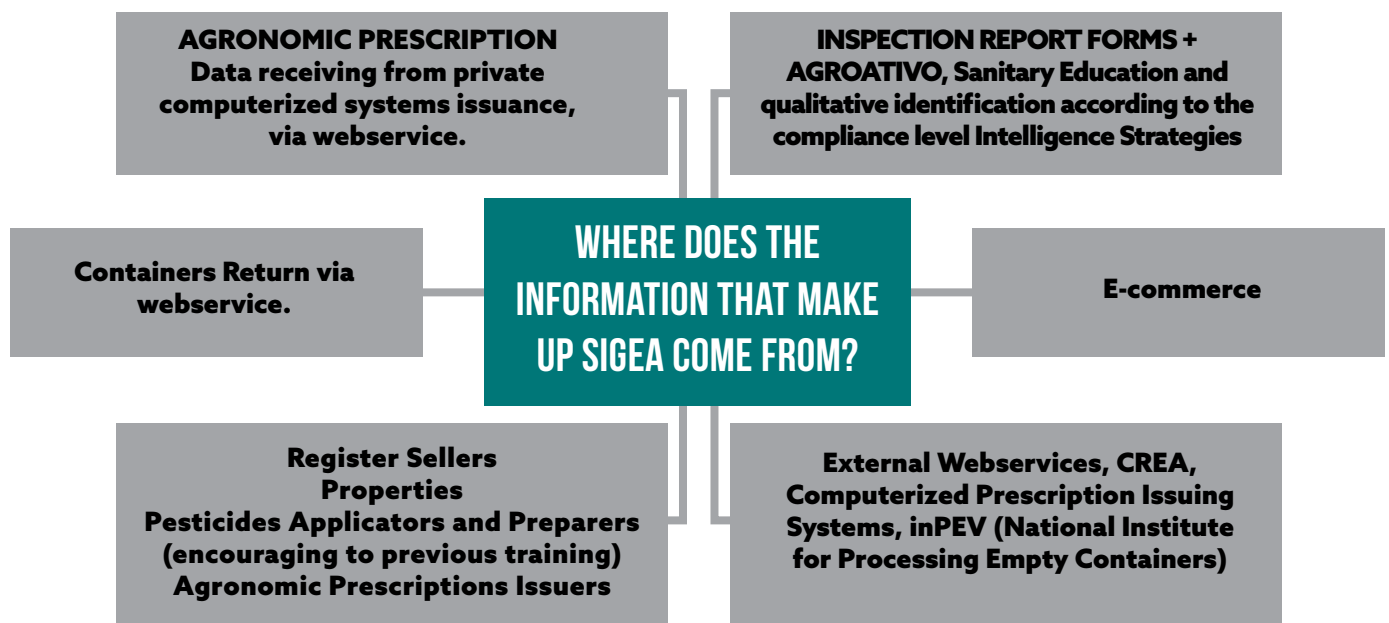 AGRONOMIC PRESCRIPTION
Data receiving from private
computerized systems issuance,
via webservice.
INSPECTION REPORT FORMS +
AGROATIVO, Sanitary Education and
qualitative identification according to the
compliance level Intelligence Strategies
Containers Return via
webservice.
WHERE DOES THE
INFORMATION THAT MAKE
UP SIGEA COME FROM?
E-commerce
Register Sellers
Properties
Pesticides Applicators and Preparers
(encouraging to previous training)
Agronomic Prescriptions Issuers
External Webservices, CREA,
Computerized Prescription Issuing
Systems, inPEV (National Institute
for Processing Empty Containers)